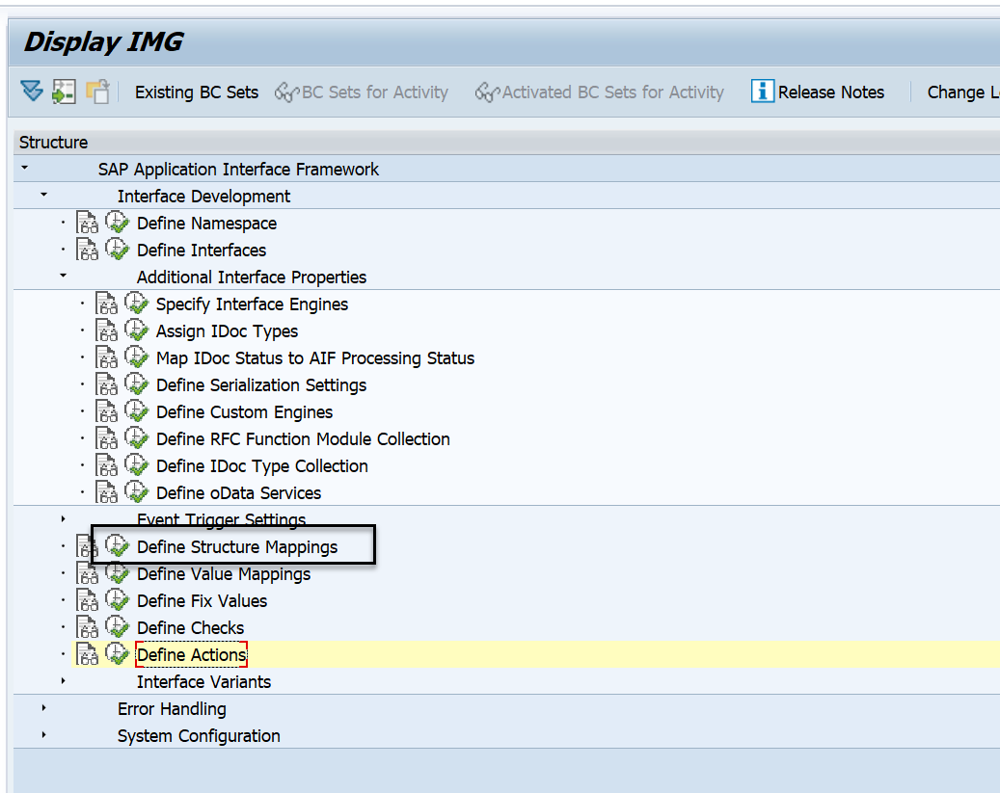 Display IMG
Existing BC Sets BC Sets for Activity Activated BC Sets for Activity Release Notes Change
Structure
SAP Application Interface Framework
Interface Development
Define Namespace
Define Interfaces
Additional Interface Properties
Specify Interface Engines
Assign IDoc Types
Map IDoc Status to AIF Processing Status
Define Serialization Settings
Define Custom Engines
Define RFC Function Module Collection
Define IDoc Type Collection
Define oData Services
Event Trigger Settings
Define Structure Mappings
Define Value Mappings
Define Fix Values
Define Checks
Define Actions
Interface Variants
Error Handling
System Configuration